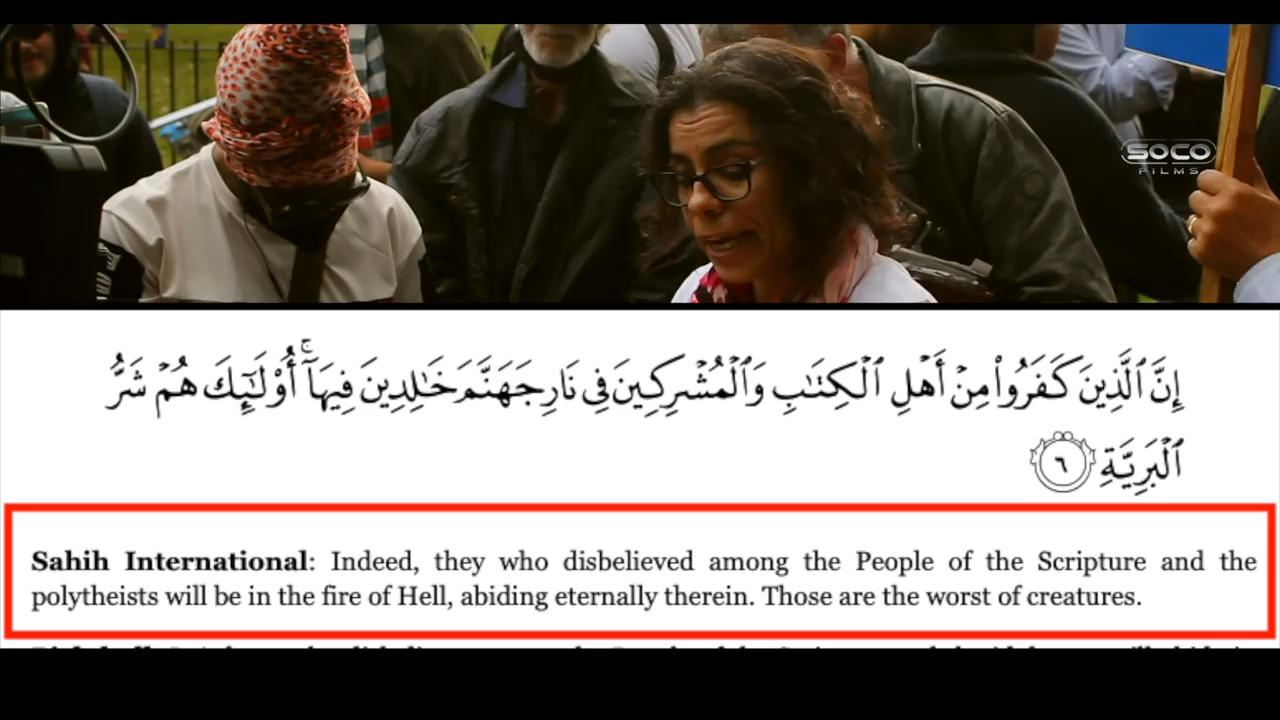 SOCO
FILMS
إِنَّ ٱلَّذِينَ كَفَرُوا۟ مِنْ أَهْلِ ٱلْكِتَـٰبِ وَٱلْمُشْرِكِينَ فِى نَارِ جَهَنَّمَ خَـٰلِدِينَ فِيهَآ ۚ أُو۟لَـٰٓئِكَ هُمْ شَرُّ
ٱلْبَرِيَّةِ ٦
Sahih International: Indeed, they who disbelieved among the People of the Scripture and the
polytheists will be in the fire of Hell, abiding eternally therein. Those are the worst of creatures.